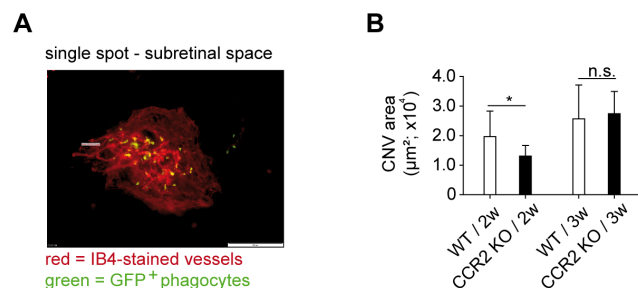 A
single spot - subretinal space
red = IB4-stained vessels
green = GFP⁺ phagocytes
B
CNV area
(µm²; x10⁴)
4.0
3.0
2.0
1.0
0
*
n.s.
WT / 2w
CCR2 KO / 2w
WT / 3w
CCR2 KO / 3w